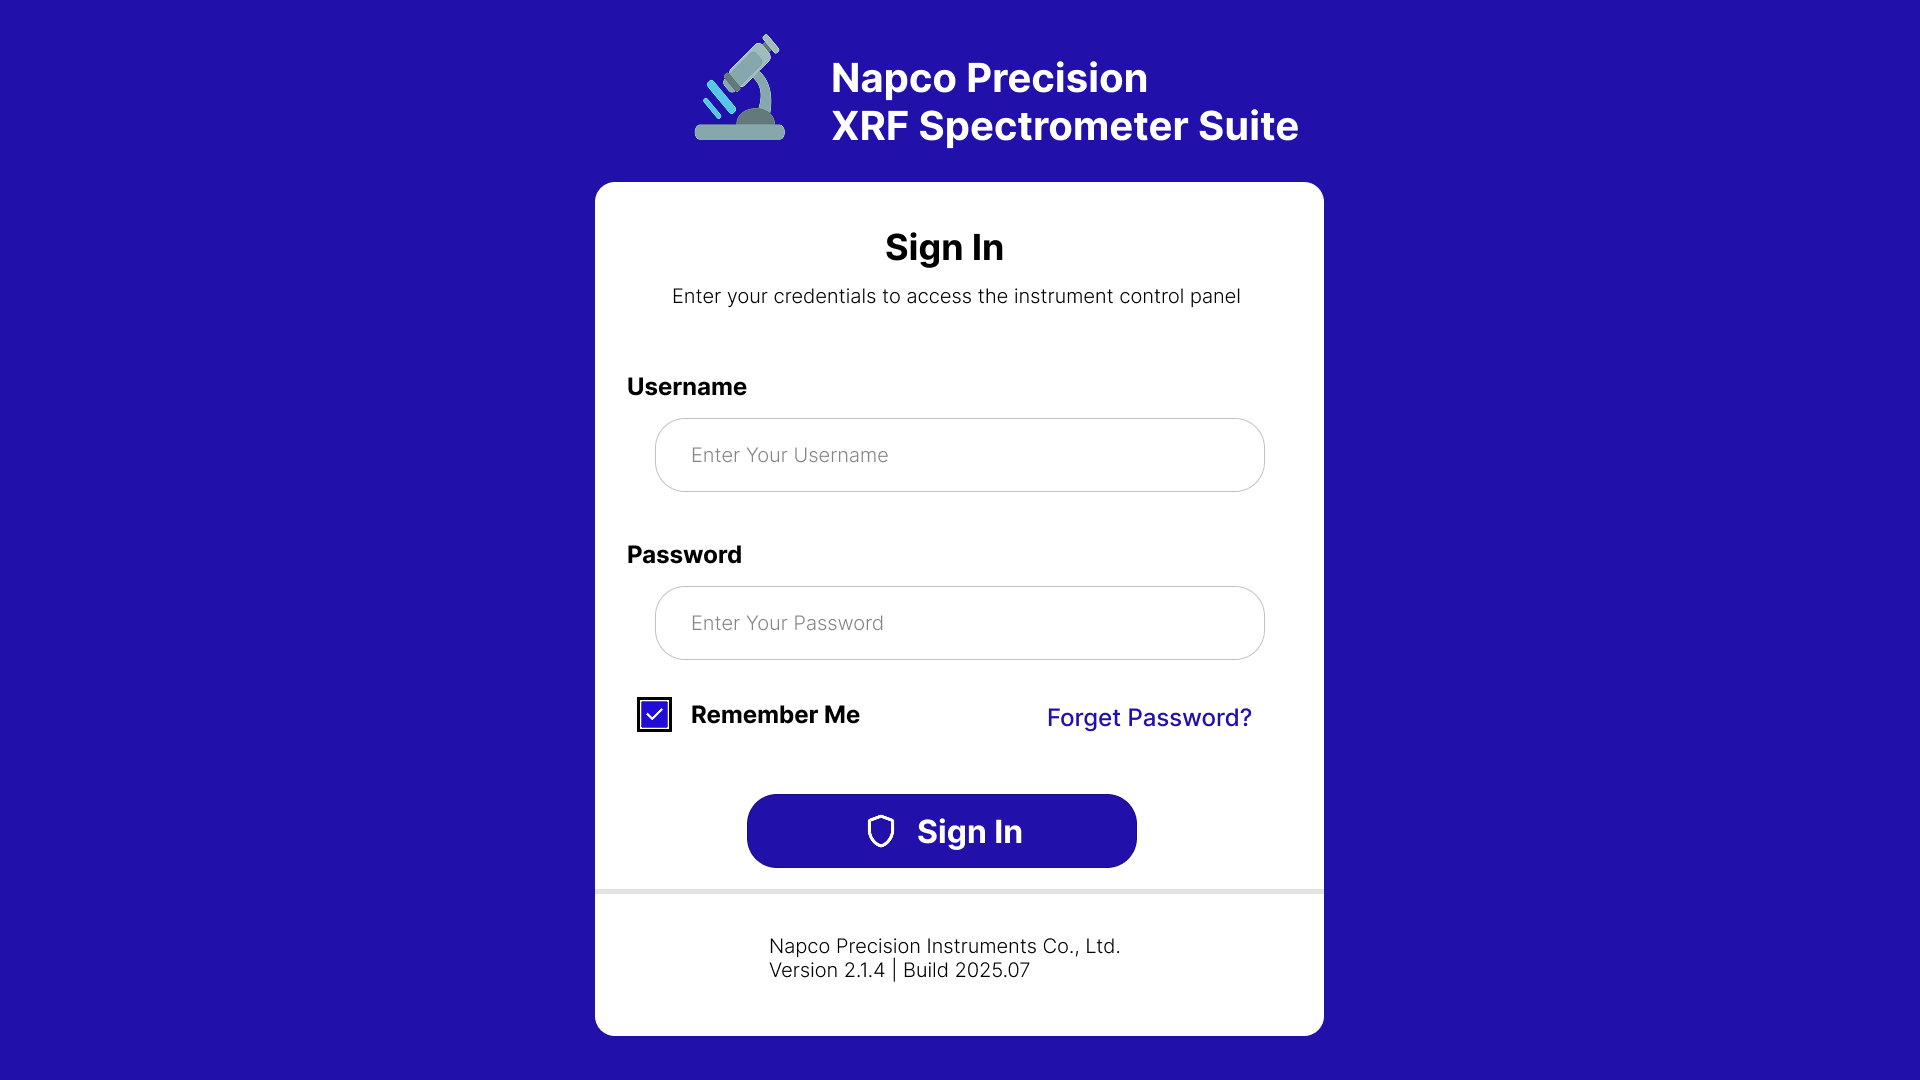 Napco Precision
XRF Spectrometer Suite
Sign In
Enter your credentials to access the instrument control panel
Username
Enter Your Username
Password
Enter Your Password
Remember Me
Forget Password?
Sign In
Napco Precision Instruments Co., Ltd.
Version 2.1.4 | Build 2025.07